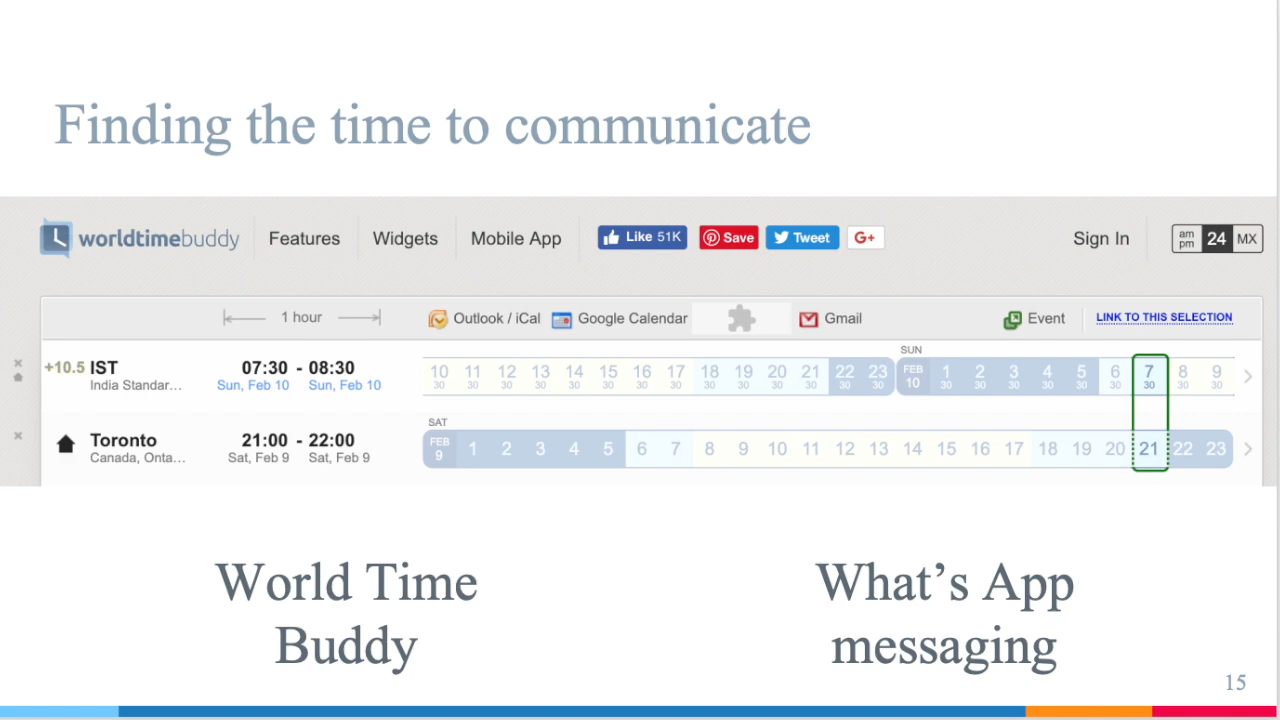 Finding the time to communicate
worldtimebuddy Features Widgets Mobile App Like 51K Save Tweet G+ Sign In am pm 24 MX
1 hour Outlook / iCal Google Calendar Gmail Event LINK TO THIS SELECTION
SUN
+10.5 IST 07:30 - 08:30 10 11 12 13 14 15 16 17 18 19 20 21 22 23 FEB 1 2 3 4 5 6 7 8 9
India Standar... Sun, Feb 10 Sun, Feb 10 30 30 30 30 30 30 30 30 30 30 30 30 30 30 10 30 30 30 30 30 30 30 30 30
SAT
Toronto 21:00 - 22:00 FEB 1 2 3 4 5 6 7 8 9 10 11 12 13 14 15 16 17 18 19 20 21 22 23
Canada, Onta... Sat, Feb 9 Sat, Feb 9 9
World Time
Buddy
What's App
messaging
15